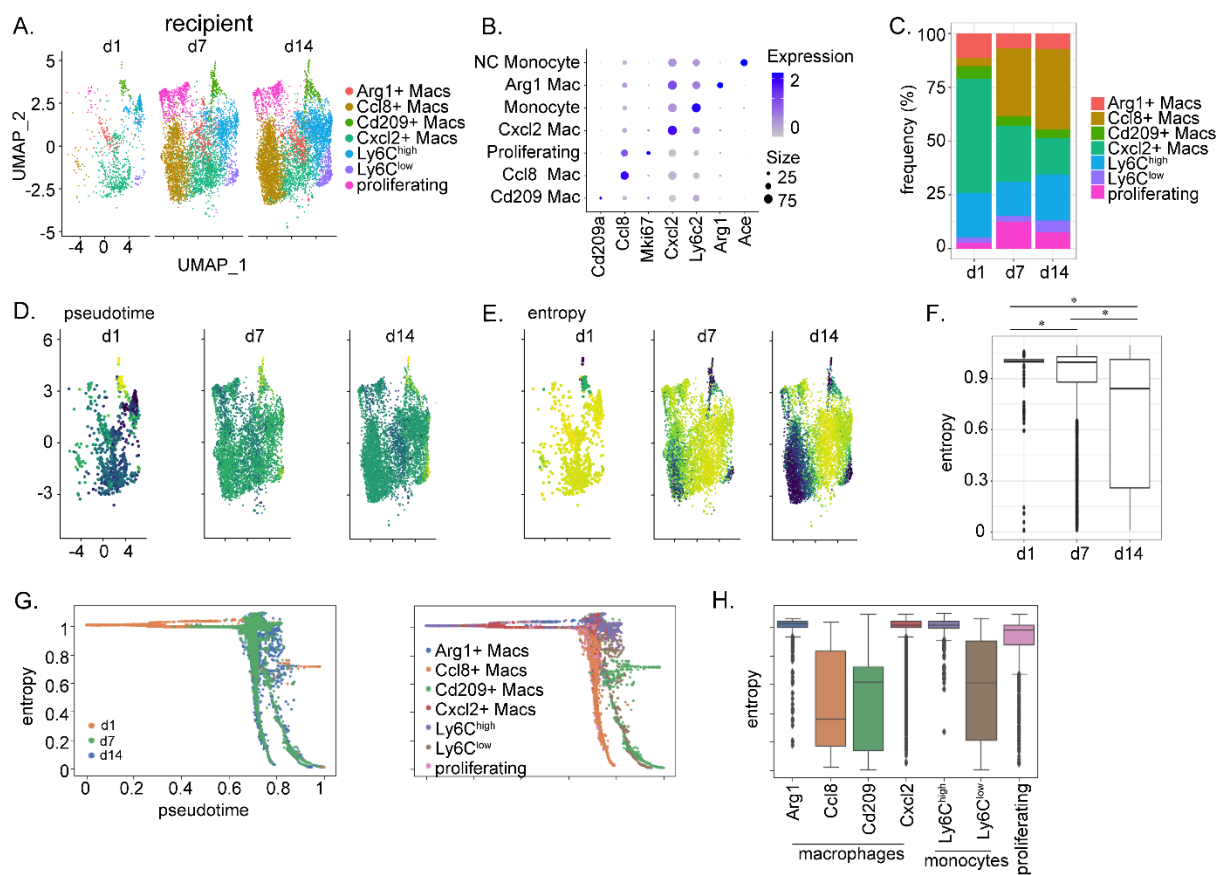 A.
recipient
d1
d7
d14
5
2.5
0
-2.5
-5
UMAP_2
-4
0
4
UMAP_1
Arg1+ Macs
Ccl8+ Macs
Cd209+ Macs
Cxcl2+ Macs
Ly6Chigh
Ly6Clow
proliferating
B.
NC Monocyte
Arg1 Mac
Monocyte
Cxcl2 Mac
Proliferating
Ccl8 Mac
Cd209 Mac
Cd209a
Ccl8
Mki67
Cxcl2
Ly6c2
Arg1
Ace
Expression
2
0
Size
25
75
C.
100
75
50
25
0
frequency (%)
d1
d7
d14
Arg1+ Macs
Ccl8+ Macs
Cd209+ Macs
Cxcl2+ Macs
Ly6Chigh
Ly6Clow
proliferating
D.
pseudotime
d1
d7
d14
6
3
0
-3
-4
0
4
E.
entropy
d1
d7
d14
F.
*
*
*
0.9
0.6
0.3
0
entropy
d1
d7
d14
G.
1
0.8
0.6
0.4
0.2
0
entropy
d1
d7
d14
0
0.2
0.4
0.6
0.8
1
pseudotime
Arg1+ Macs
Ccl8+ Macs
Cd209+ Macs
Cxcl2+ Macs
Ly6Chigh
Ly6Clow
proliferating
H.
entropy
Arg1
Ccl8
Cd209
Cxcl2
Ly6Chigh
Ly6Clow
proliferating
macrophages
monocytes